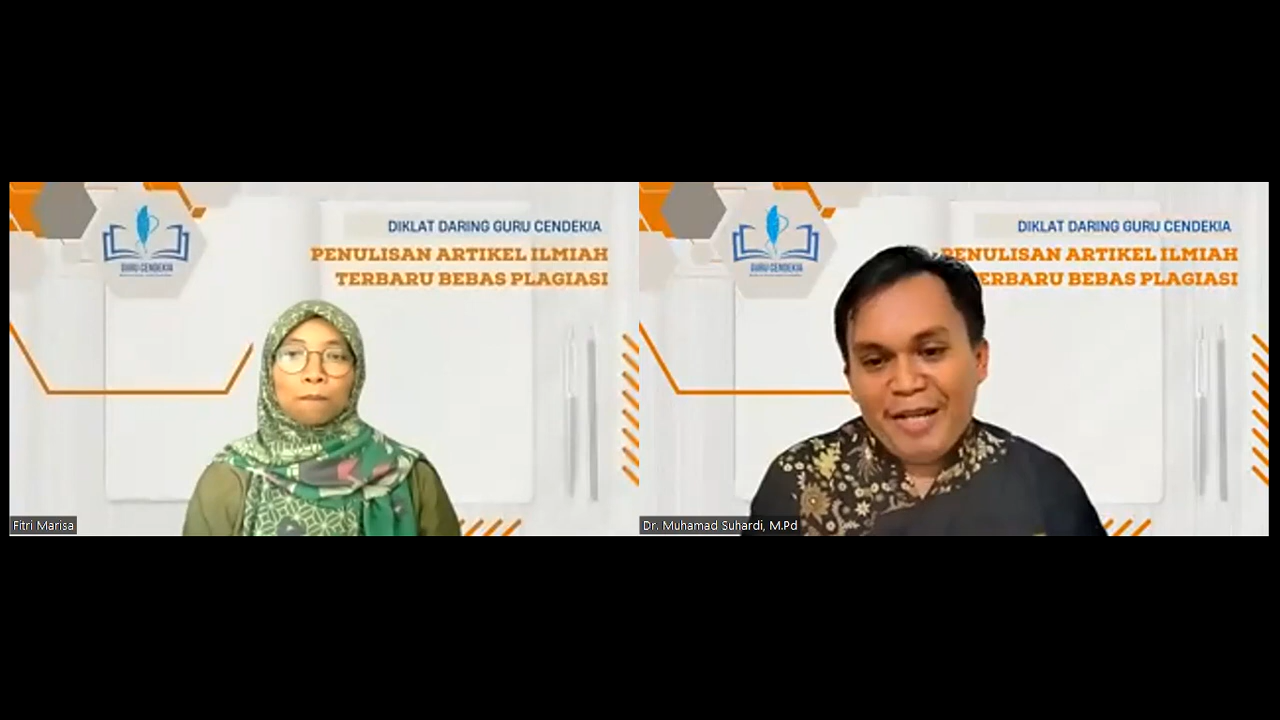 DIKLAT DARING GURU CENDEKIA
PENULISAN ARTIKEL ILMIAH
TERBARU BEBAS PLAGIASI
GURU CENDEKIA
Fitri Marisa
DIKLAT DARING GURU CENDEKIA
PENULISAN ARTIKEL ILMIAH
TERBARU BEBAS PLAGIASI
GURU CENDEKIA
Dr. Muhamad Suhardi, M.Pd